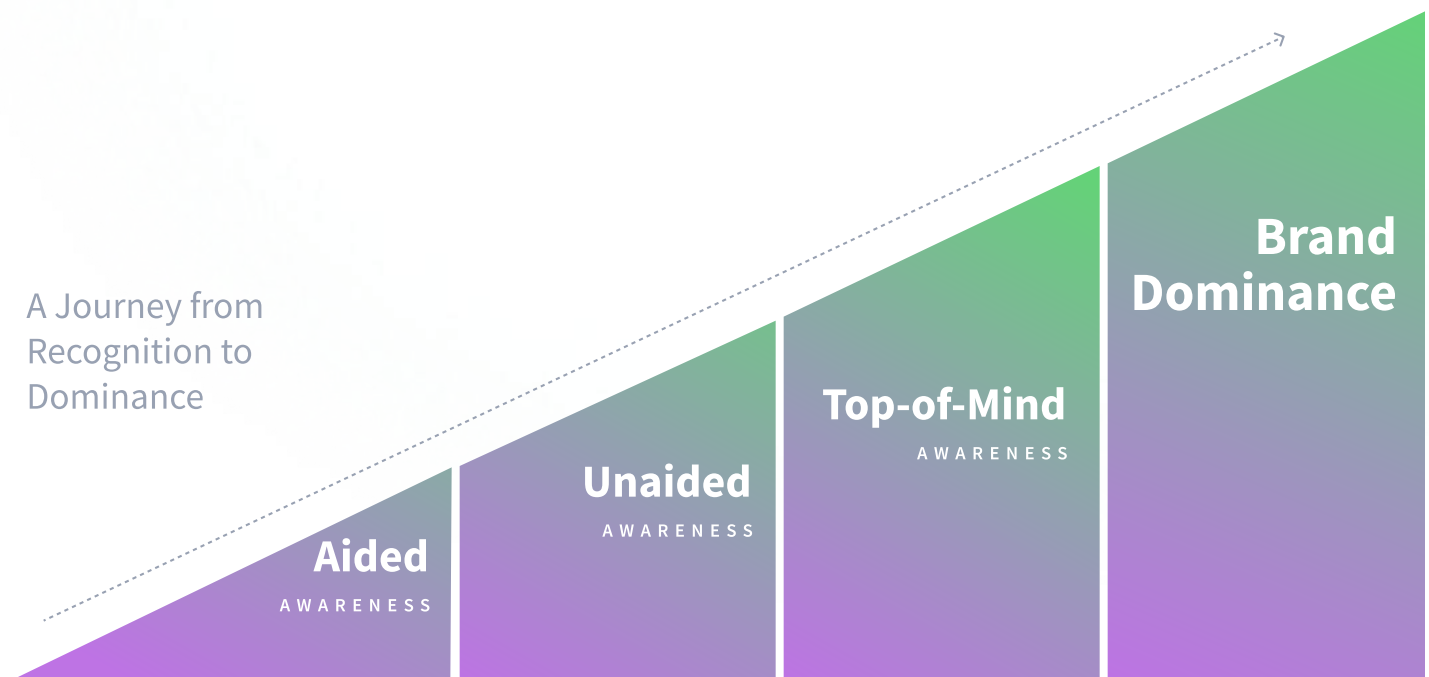 A Journey from
Recognition to
Dominance
Aided
AWARENESS
Unaided
AWARENESS
Top-of-Mind
AWARENESS
Brand
Dominance